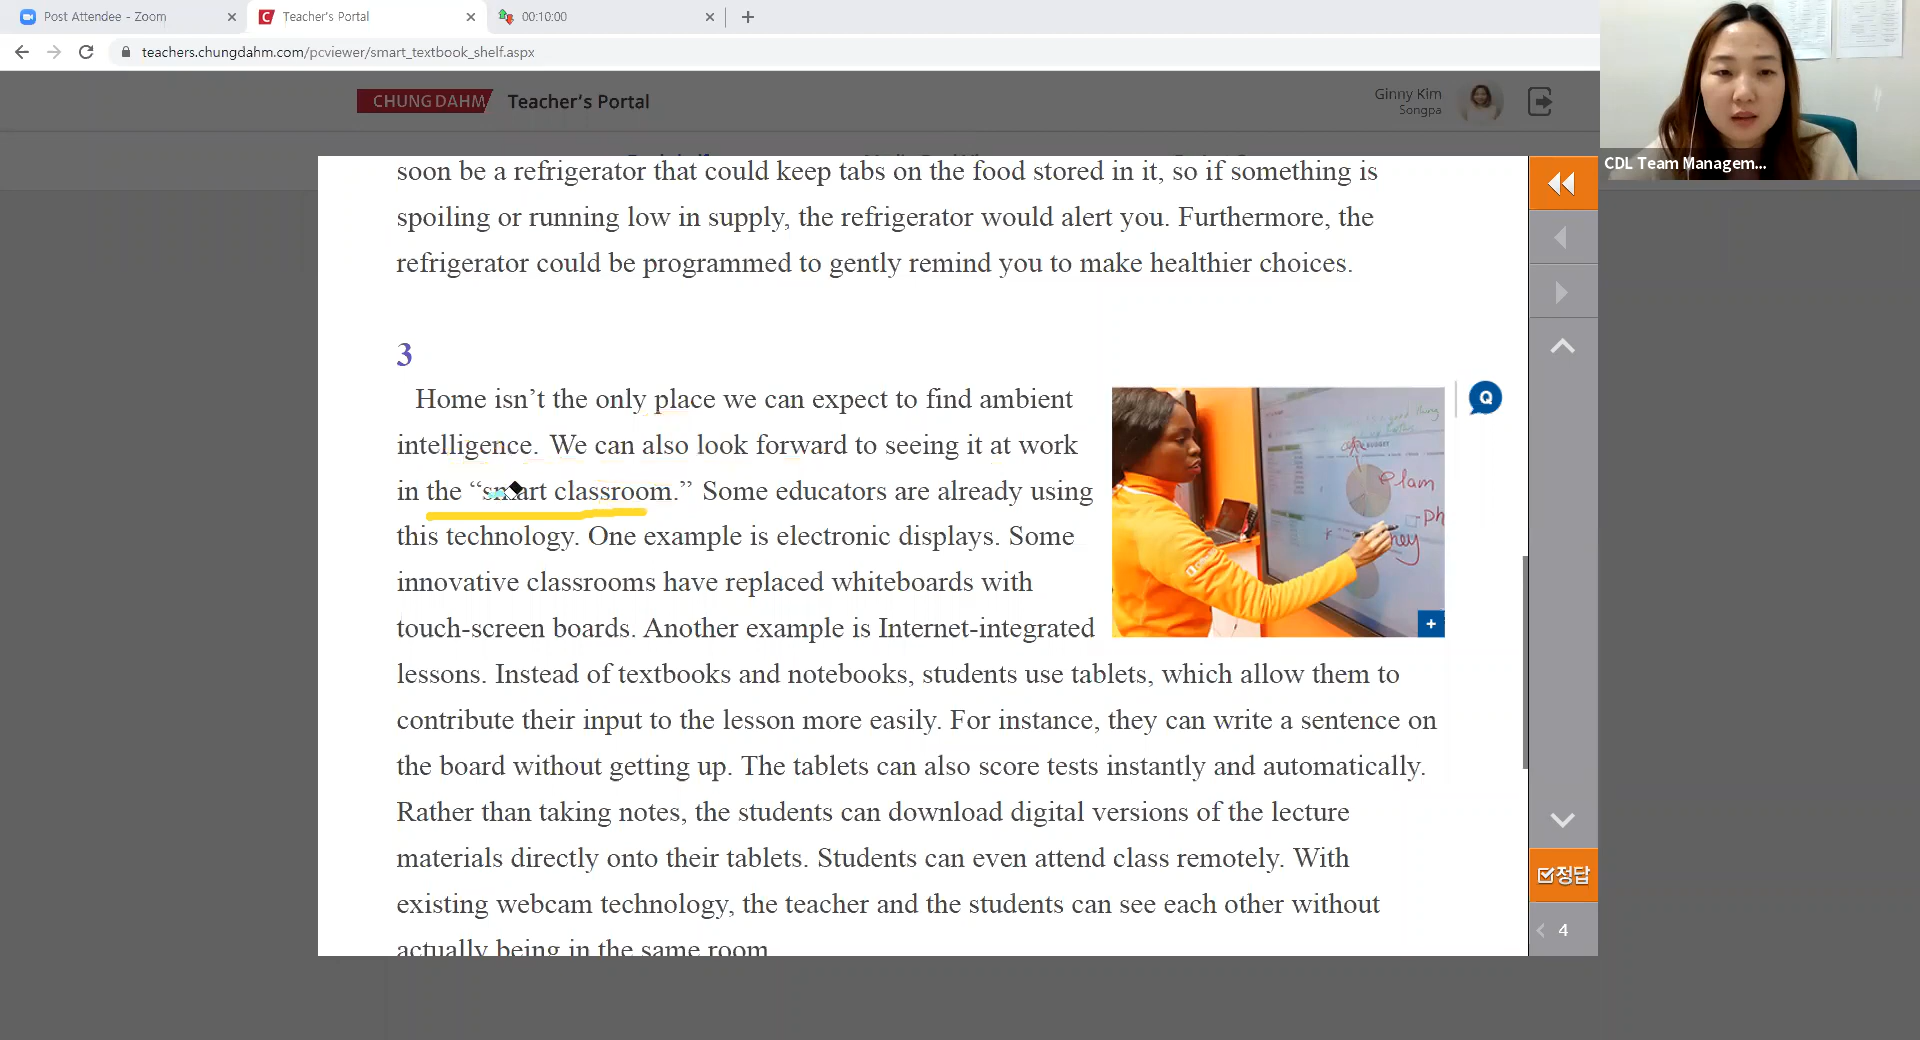 Post Attendee - Zoom
Teacher's Portal
00:10:00
teachers.chungdahm.com/pcviewer/smart_textbook_shelf.aspx
CHUNGDAHM Teacher's Portal
Ginny Kim
Songpa
CDL Team Managem...
soon be a refrigerator that could keep tabs on the food stored in it, so if something is
spoiling or running low in supply, the refrigerator would alert you. Furthermore, the
refrigerator could be programmed to gently remind you to make healthier choices.
3
Home isn't the only place we can expect to find ambient
intelligence. We can also look forward to seeing it at work
in the “smart classroom.” Some educators are already using
this technology. One example is electronic displays. Some
innovative classrooms have replaced whiteboards with
touch-screen boards. Another example is Internet-integrated
lessons. Instead of textbooks and notebooks, students use tablets, which allow them to
contribute their input to the lesson more easily. For instance, they can write a sentence on
the board without getting up. The tablets can also score tests instantly and automatically.
Rather than taking notes, the students can download digital versions of the lecture
materials directly onto their tablets. Students can even attend class remotely. With
existing webcam technology, the teacher and the students can see each other without
actually being in the same room
Q
정답
4